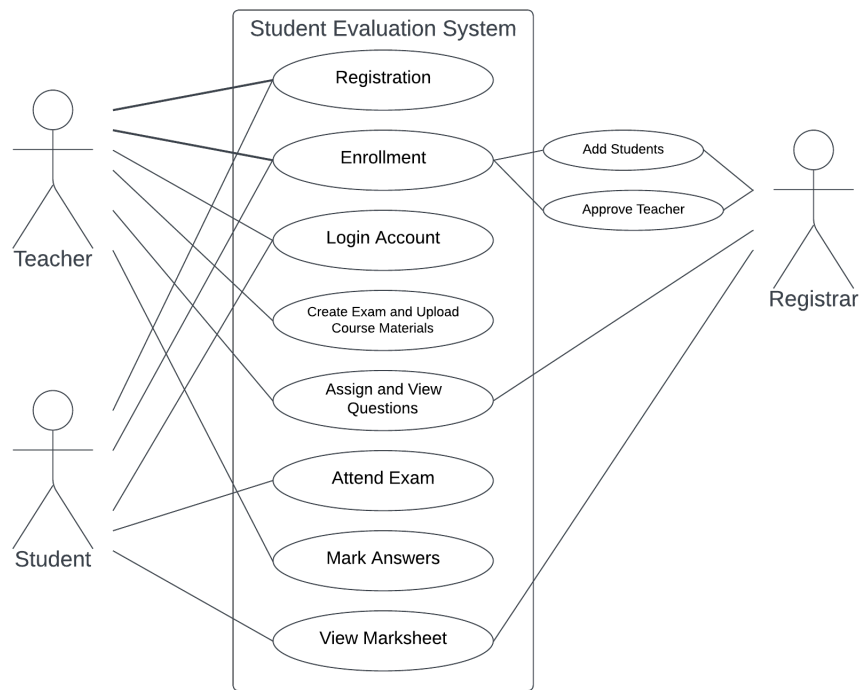 Student Evaluation System
Registration
Enrollment
Add Students
Approve Teacher
Login Account
Teacher
Registrar
Create Exam and Upload
Course Materials
Assign and View
Questions
Attend Exam
Student
Mark Answers
View Marksheet